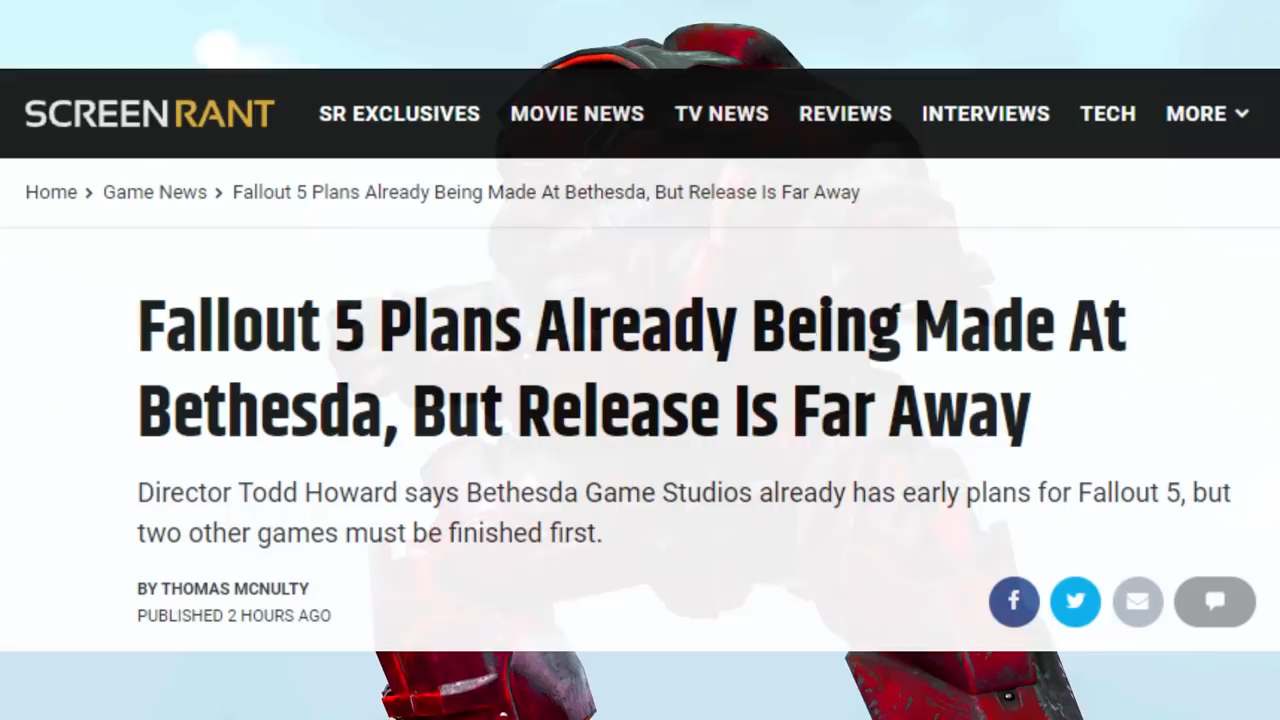 SCREENRANT SR EXCLUSIVES MOVIE NEWS TV NEWS REVIEWS INTERVIEWS TECH MORE
Home > Game News > Fallout 5 Plans Already Being Made At Bethesda, But Release Is Far Away
Fallout 5 Plans Already Being Made At
Bethesda, But Release Is Far Away
Director Todd Howard says Bethesda Game Studios already has early plans for Fallout 5, but
two other games must be finished first.
BY THOMAS MCNULTY
PUBLISHED 2 HOURS AGO